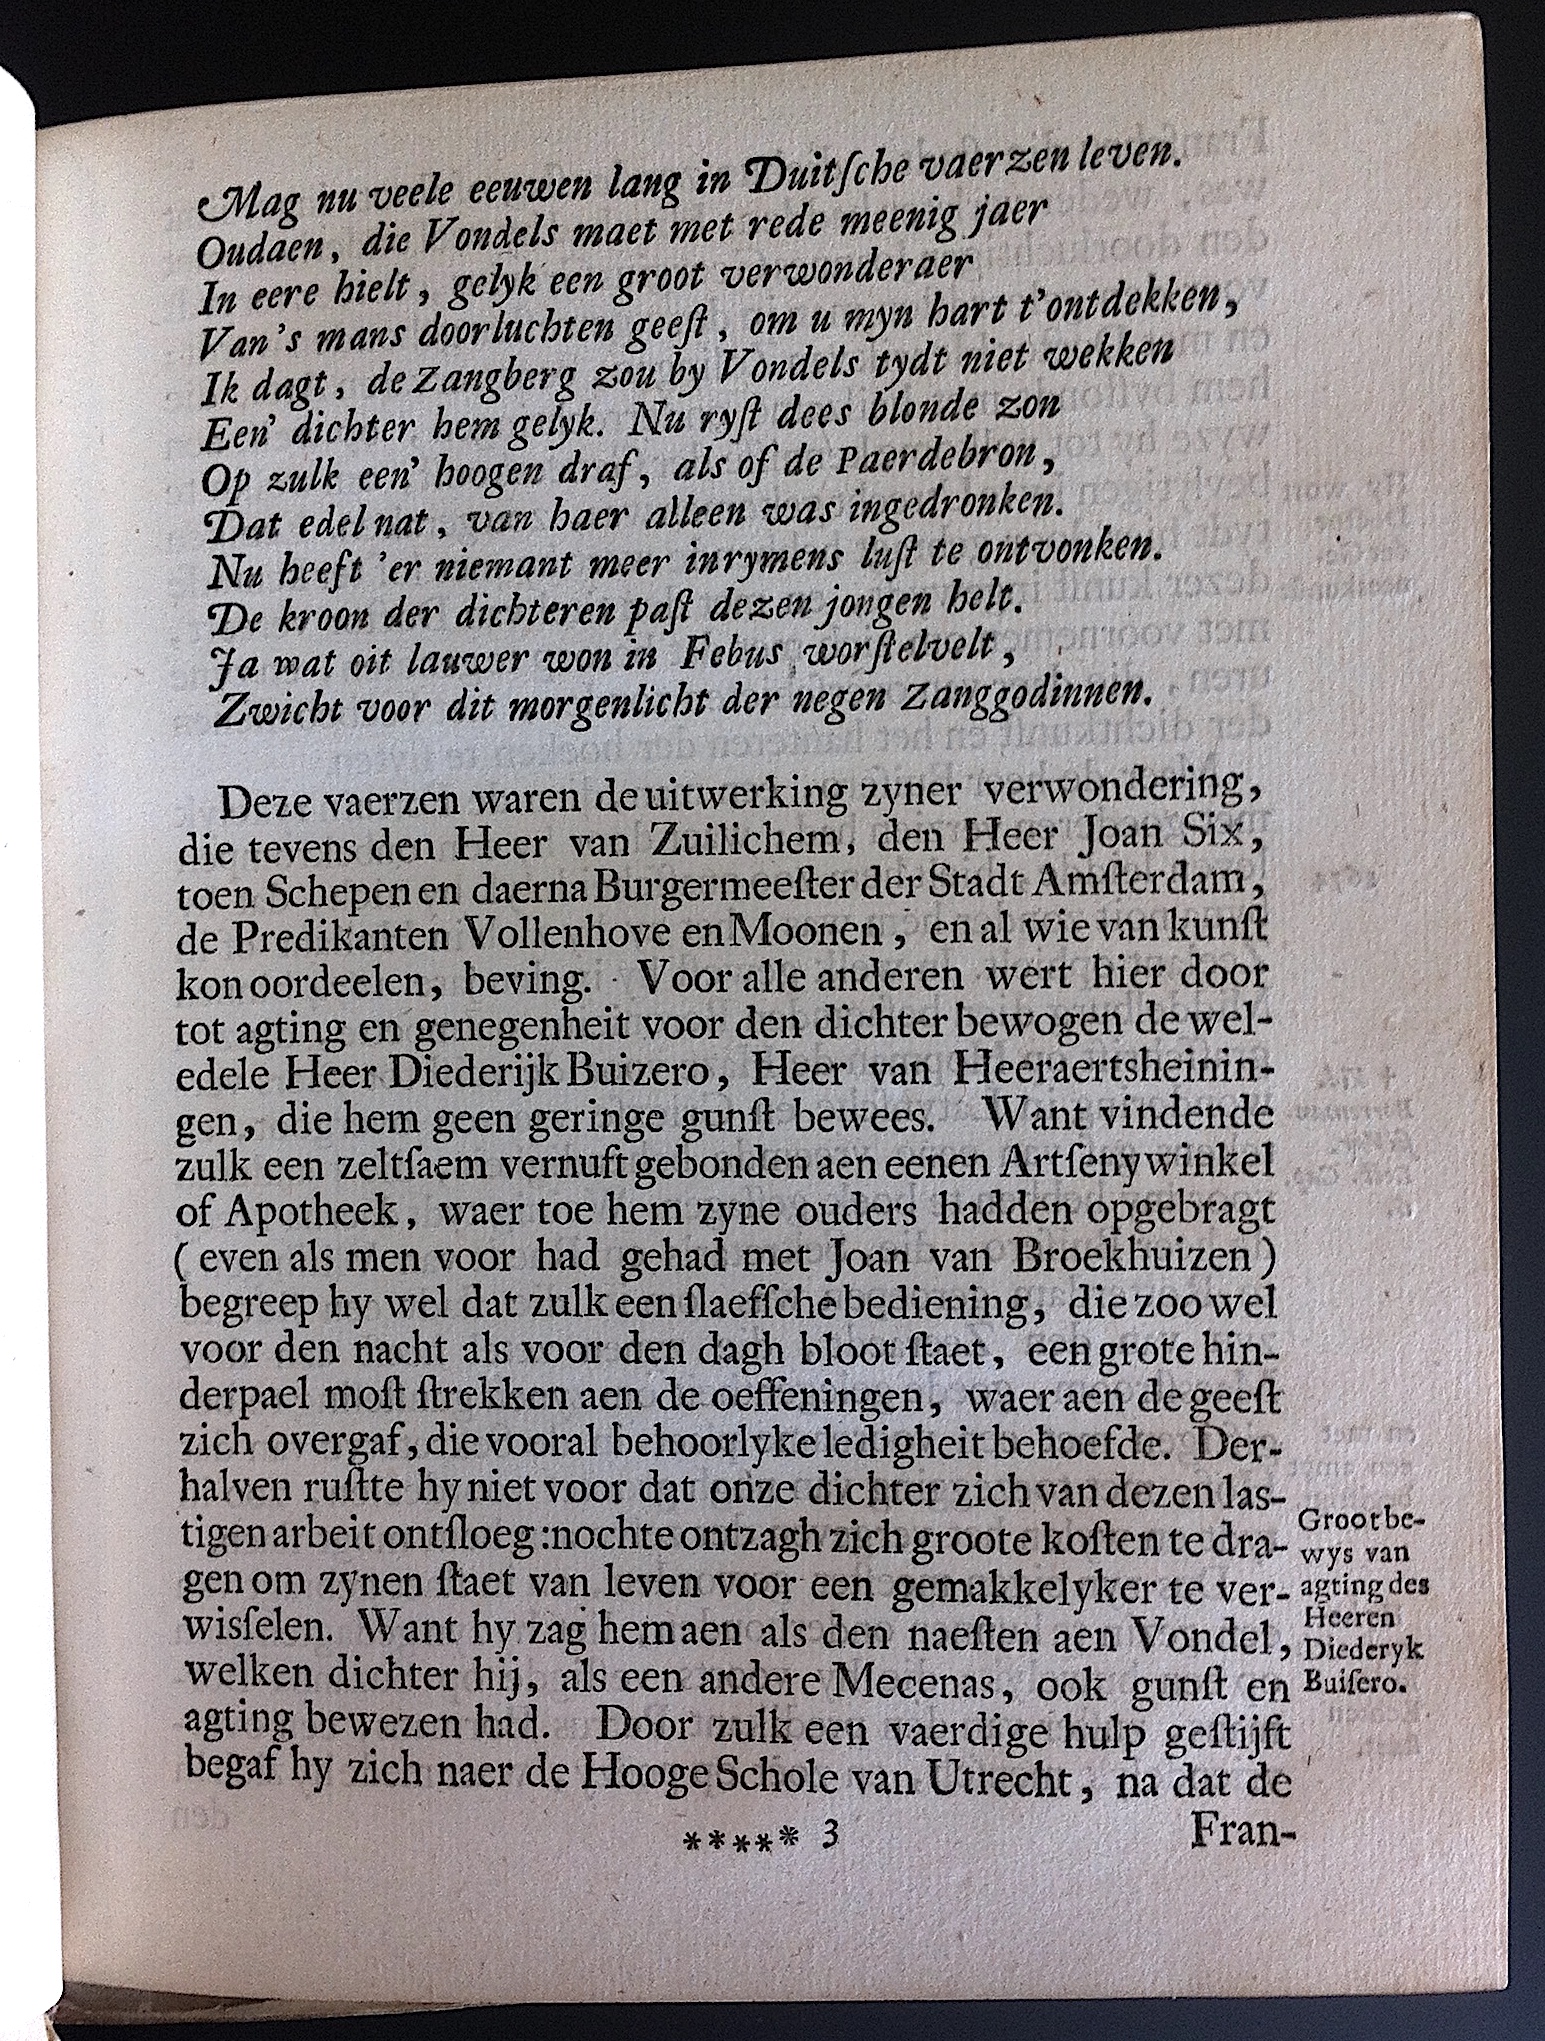 Mag nu veele eeuwen lang in Duitſche vaerzen leven.
Oudaen, die Vondels maet met rede meenig jaer
In eere hielt, gelyk een groot verwonderaer
Van's mans doorluchten geeſt, om u myn hart t'ontdekken,
Ik dagt, de Zangberg zou by Vondels tydt niet wekken
Een' dichter hem gelyk. Nu ryſt dees blonde zon
Op zulk een' hoogen draf, als of de Paerdebron,
Dat edel nat, van haer alleen was ingedronken.
Nu heeft 'er niemant meer in rymens luſt te ontvonken.
De kroon der dichteren paſt dezen jongen helt.
Ja wat oit lauwer won in Febus worſtelvelt,
Zwicht voor dit morgenlicht der negen Zanggodinnen.
Deze vaerzen waren de uitwerking zyner verwondering,
die tevens den Heer van Zuilichem, den Heer Joan Six,
toen Schepen en daerna Burgermeeſter der Stadt Amſterdam,
de Predikanten Vollenhove en Moonen, en al wie van kunſt
kon oordeelen, beving. Voor alle anderen wert hier door
tot agting en genegenheit voor den dichter bewogen de wel-
edele Heer Diederijk Buizero, Heer van Heeraertsheinin-
gen, die hem geen geringe gunſt bewees. Want vindende
zulk een zeltſaem vernuft gebonden aen eenen Artſenywinkel
of Apotheek, waer toe hem zyne ouders hadden opgebragt
(even als men voor had gehad met Joan van Broekhuizen)
begreep hy wel dat zulk een ſlaefſche bediening, die zoo wel
voor den nacht als voor den dagh bloot ſtaet, een grote hin-
derpael moſt ſtrekken aen de oeffeningen, waer aen de geeſt
zich overgaf, die vooral behoorlyke ledigheit behoefde. Der-
halven ruſtte hy niet voor dat onze dichter zich van dezen las-
tigen arbeit ontſloeg: nochte ontzagh zich groote koſten te dra-
gen om zynen ſtaet van leven voor een gemakkelyker te ver-
wisſelen. Want hy zag hem aen als den naeſten aen Vondel,
welken dichter hij, als een andere Mecenas, ook gunſt en
agting bewezen had. Door zulk een vaerdige hulp geſtijft
begaf hy zich naer de Hooge Schole van Utrecht, na dat de
Groot be-
wys van
agting des
Heeren
Diederyk
Buiſero.
***** 3
Fran-